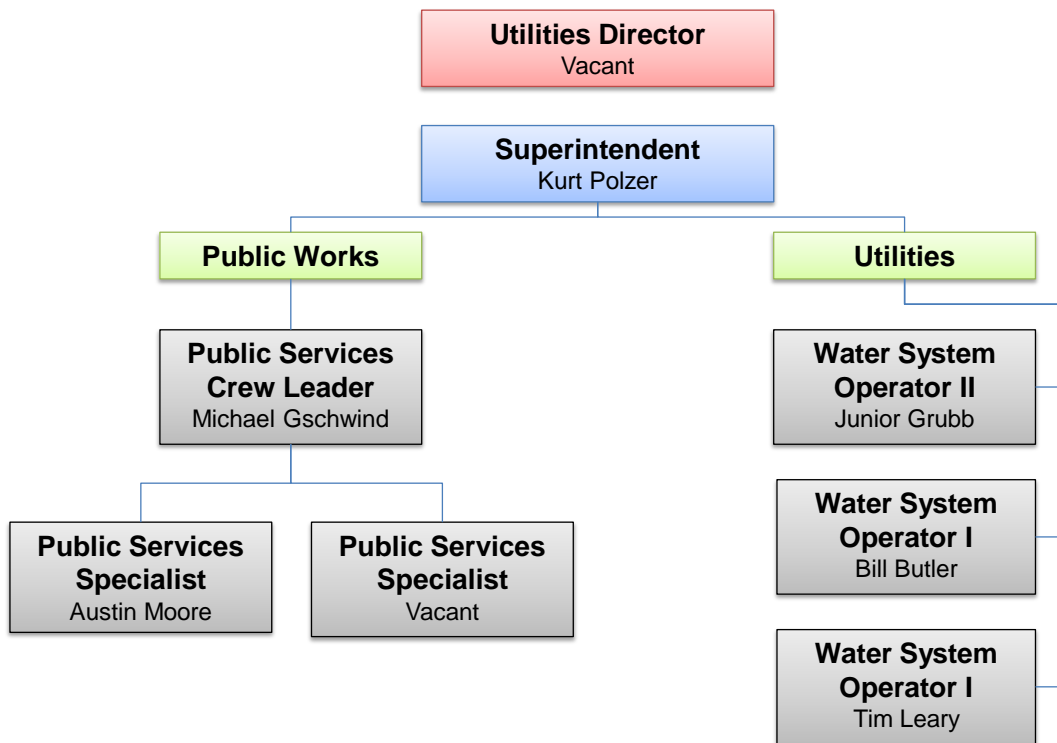 Utilities Director
Vacant
Superintendent
Kurt Polzer
Public Works
Utilities
Public Services
Crew Leader
Michael Gschwind
Public Services
Specialist
Austin Moore
Public Services
Specialist
Vacant
Water System
Operator II
Junior Grubb
Water System
Operator I
Bill Butler
Water System
Operator I
Tim Leary